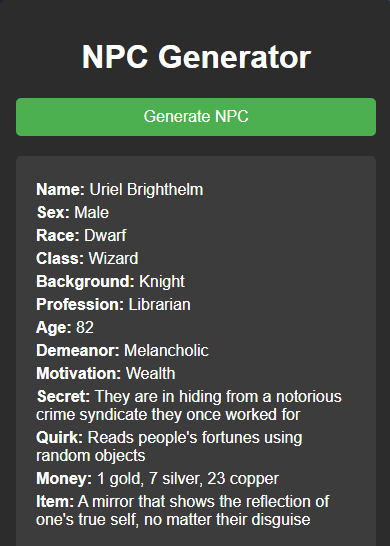 NPC Generator
Generate NPC
Name: Uriel Brighthelm
Sex: Male
Race: Dwarf
Class: Wizard
Background: Knight
Profession: Librarian
Age: 82
Demeanor: Melancholic
Motivation: Wealth
Secret: They are in hiding from a notorious
crime syndicate they once worked for
Quirk: Reads people's fortunes using
random objects
Money: 1 gold, 7 silver, 23 copper
Item: A mirror that shows the reflection of
one's true self, no matter their disguise